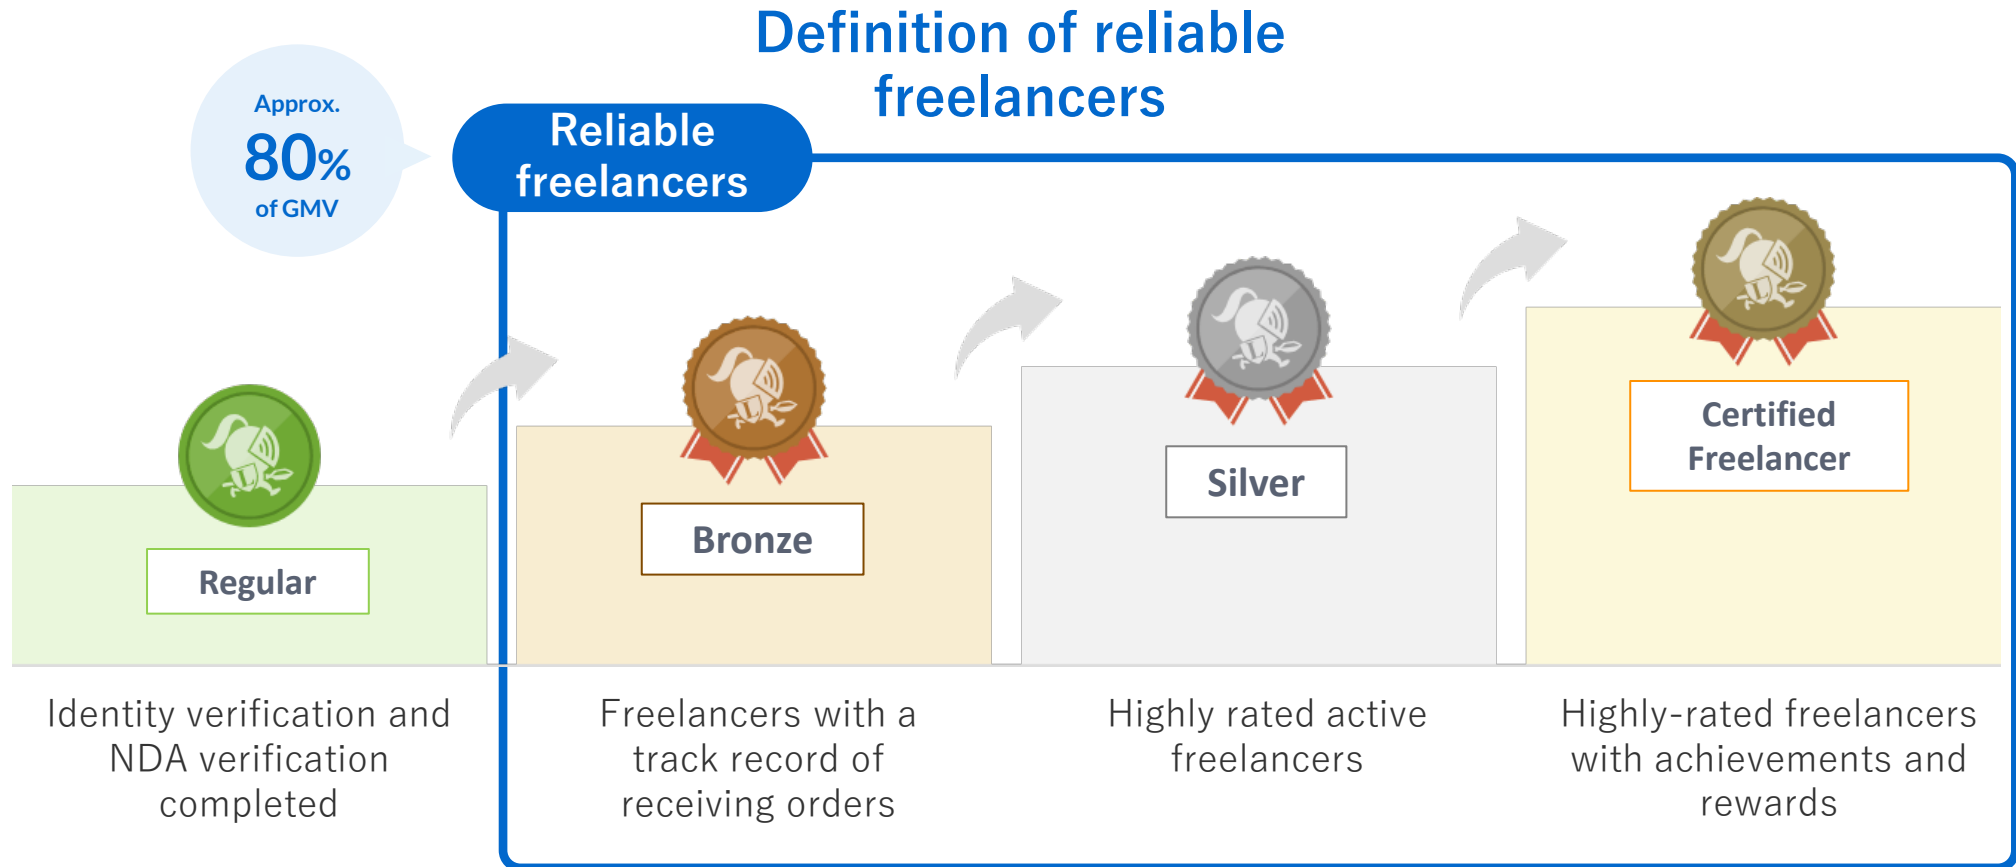 Definition of reliable
freelancers
Approx.
80%
of GMV
Reliable
freelancers
Regular
Bronze
Silver
Certified
Freelancer
Identity verification and
NDA verification
completed
Freelancers with a
track record of
receiving orders
Highly rated active
freelancers
Highly-rated freelancers
with achievements and
rewards